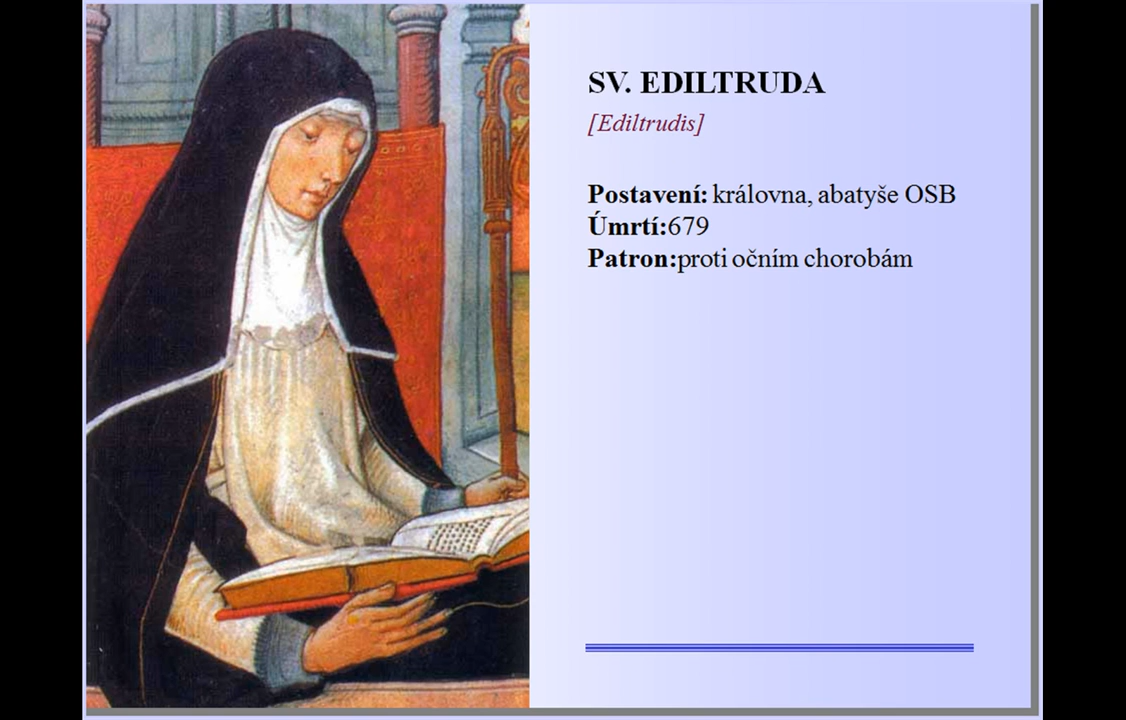 SV. EDILTRUDA
[Ediltrudis]
Postavení: královna, abatyše OSB
Úmrtí:679
Patron:proti očním chorobám